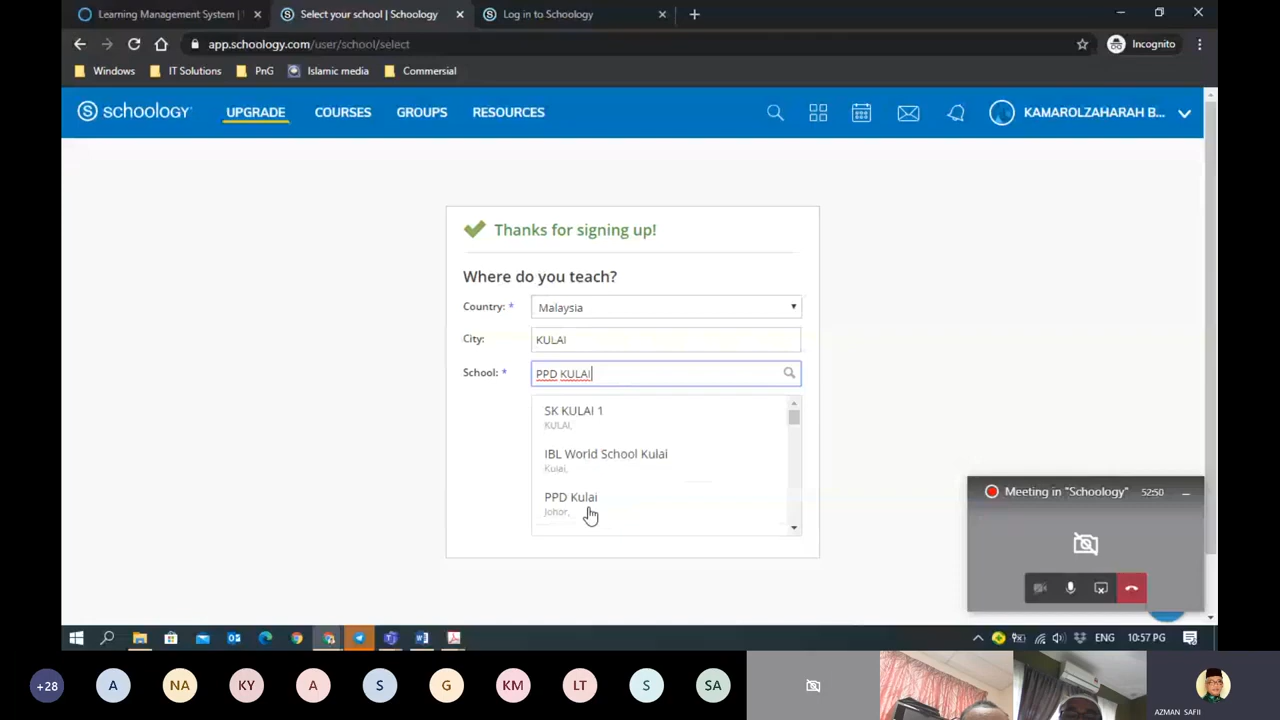 Learning Management System |
Select your school | Schoology
Log in to Schoology
app.schoology.com/user/school/select
Incognito
Windows
IT Solutions
PnG
Islamic media
Commersial
schoology
UPGRADE
COURSES
GROUPS
RESOURCES
KAMAROLZAHARAH B...
Thanks for signing up!
Where do you teach?
Country: *
Malaysia
City:
KULAI
School: *
PPD KULAI
SK KULAI 1
KULAI,
IBL World School Kulai
Kulai,
PPD Kulai
Johor,
Meeting in "Schoology"
52:50
ENG
10:57 PG
+28
A
NA
KY
A
S
G
KM
LT
S
SA
AZMAN SAFII